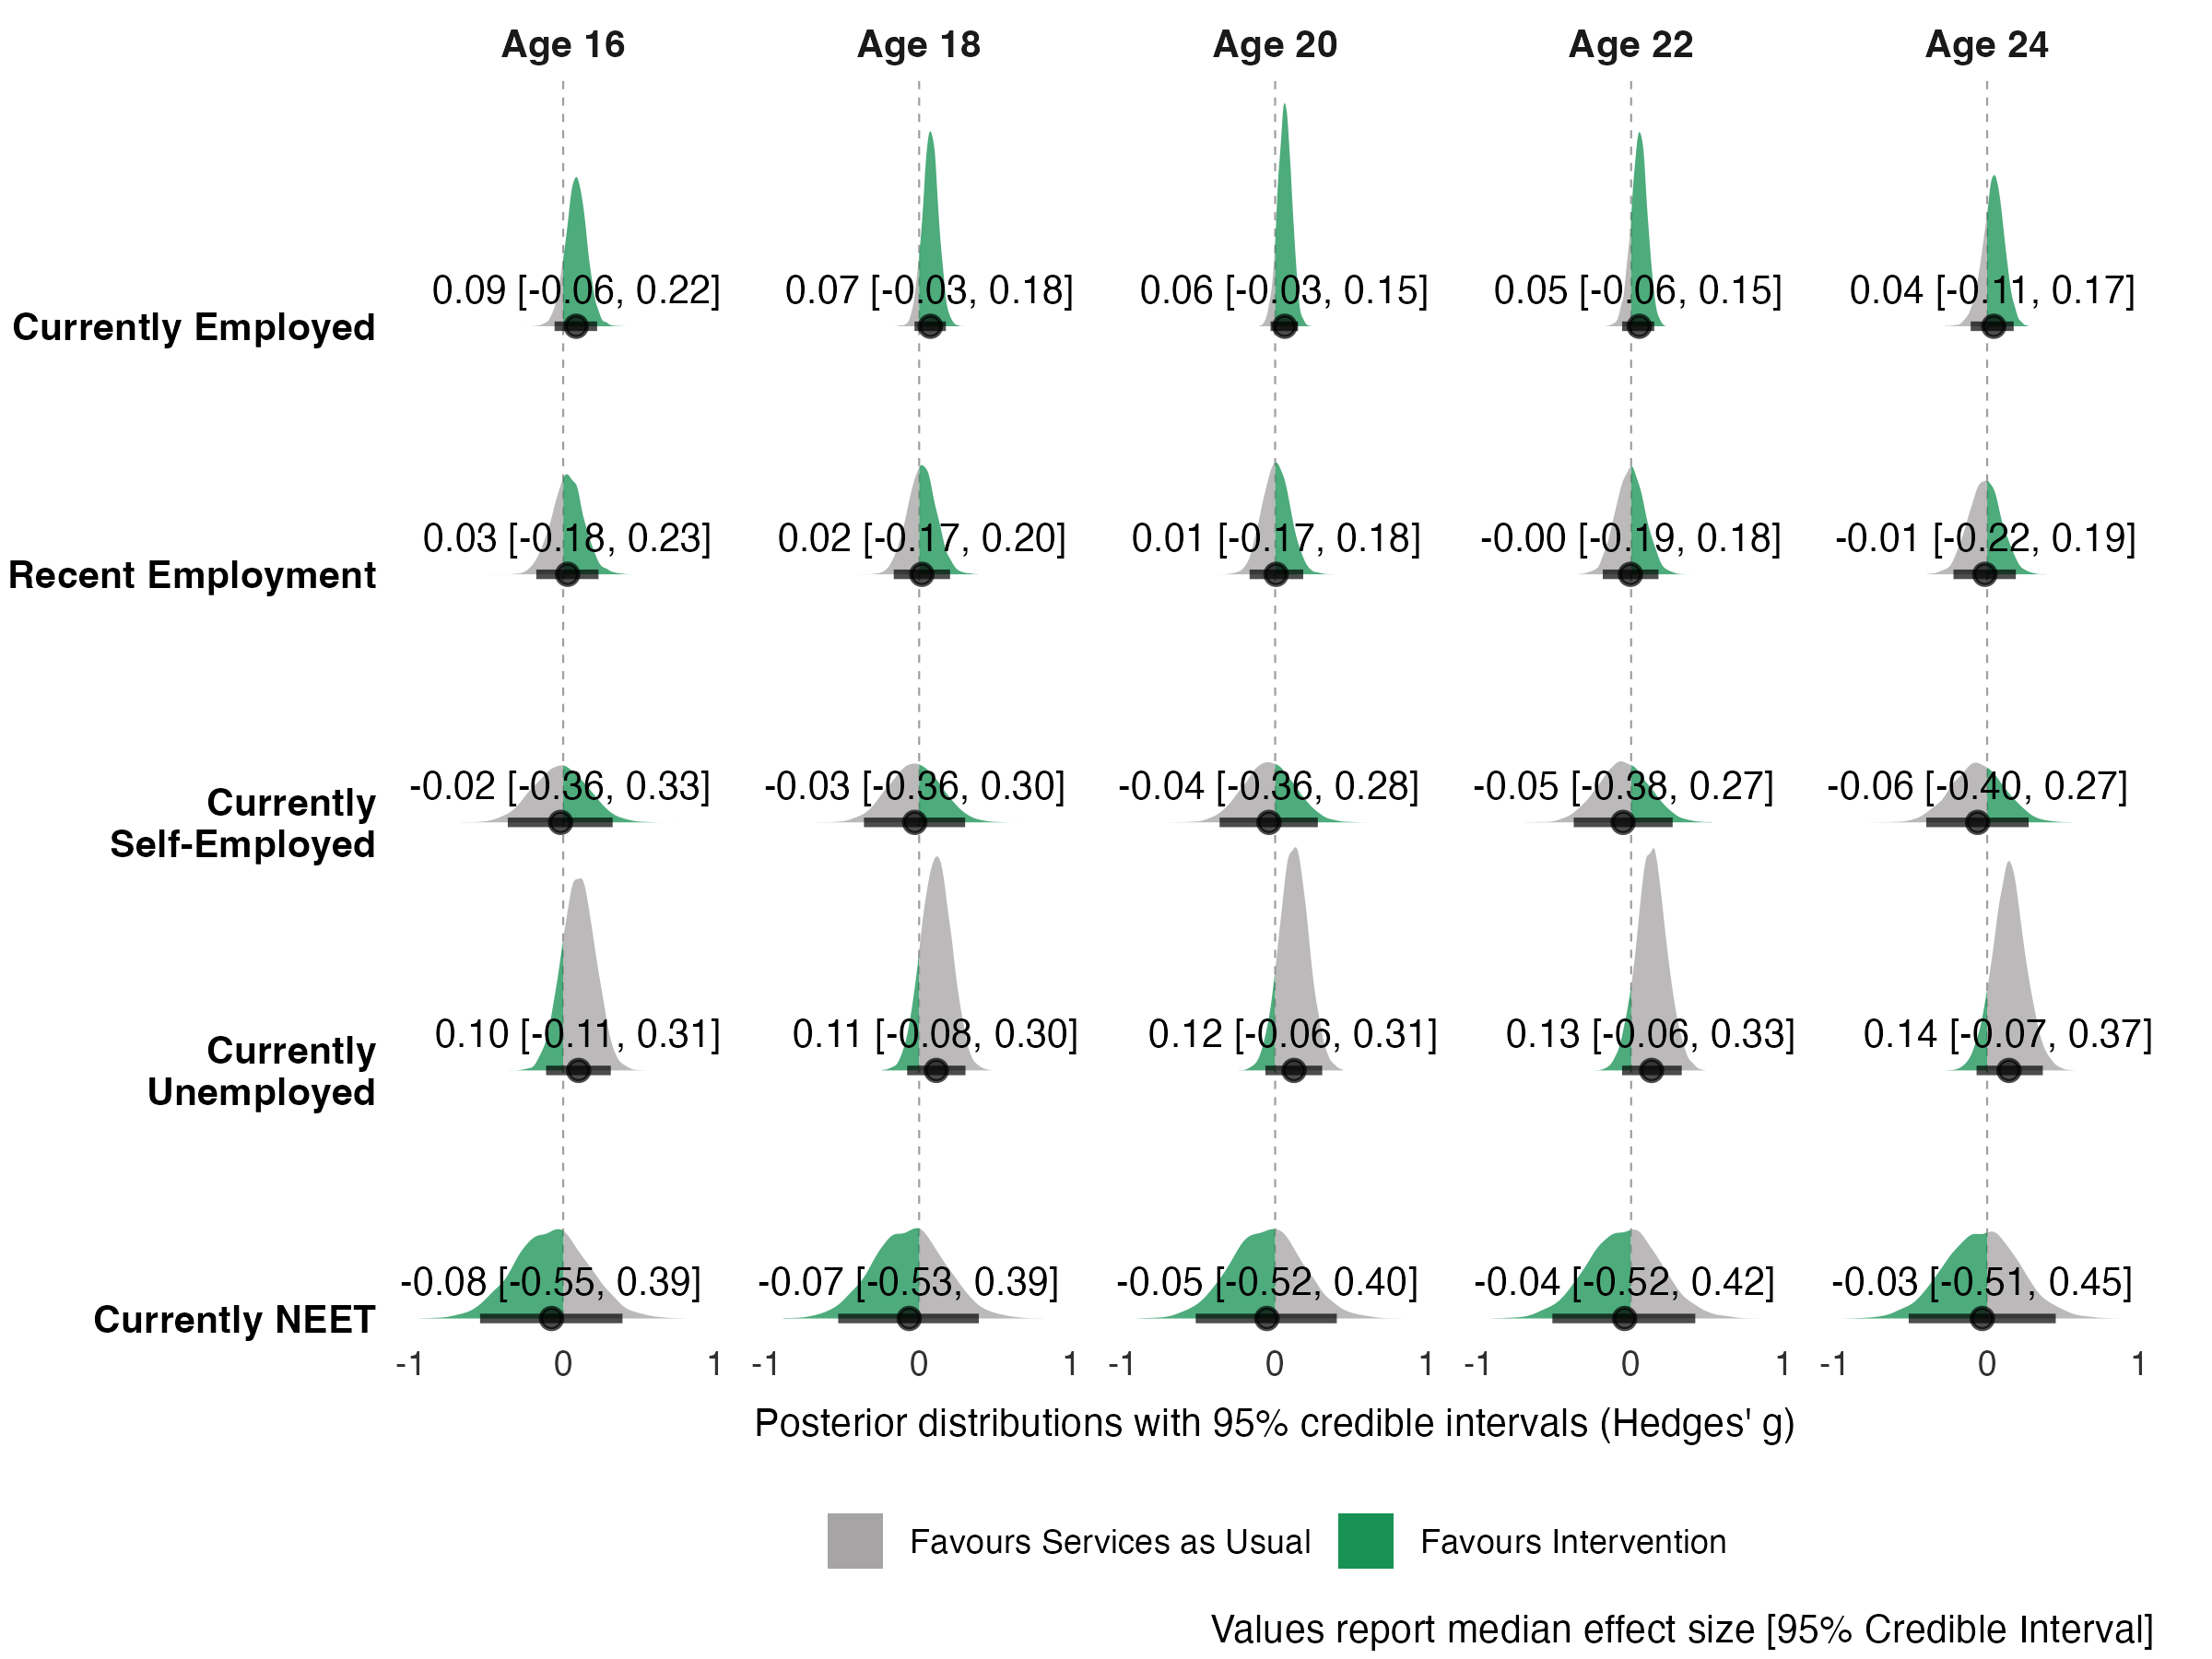 Age 16 Age 18 Age 20 Age 22 Age 24
0.09 [-0.06, 0.22] 0.07 [-0.03, 0.18] 0.06 [-0.03, 0.15] 0.05 [-0.06, 0.15] 0.04 [-0.11, 0.17]
Currently Employed
0.03 [-0.18, 0.23] 0.02 [-0.17, 0.20] 0.01 [-0.17, 0.18] -0.00 [-0.19, 0.18] -0.01 [-0.22, 0.19]
Recent Employment
-0.02 [-0.36, 0.33] -0.03 [-0.36, 0.30] -0.04 [-0.36, 0.28] -0.05 [-0.38, 0.27] -0.06 [-0.40, 0.27]
Currently
Self-Employed
0.10 [-0.11, 0.31] 0.11 [-0.08, 0.30] 0.12 [-0.06, 0.31] 0.13 [-0.06, 0.33] 0.14 [-0.07, 0.37]
Currently
Unemployed
-0.08 [-0.55, 0.39] -0.07 [-0.53, 0.39] -0.05 [-0.52, 0.40] -0.04 [-0.52, 0.42] -0.03 [-0.51, 0.45]
Currently NEET
-1 0 1 -1 0 1 -1 0 1 -1 0 1 -1 0 1
Posterior distributions with 95% credible intervals (Hedges' g)
Favours Services as Usual Favours Intervention
Values report median effect size [95% Credible Interval]